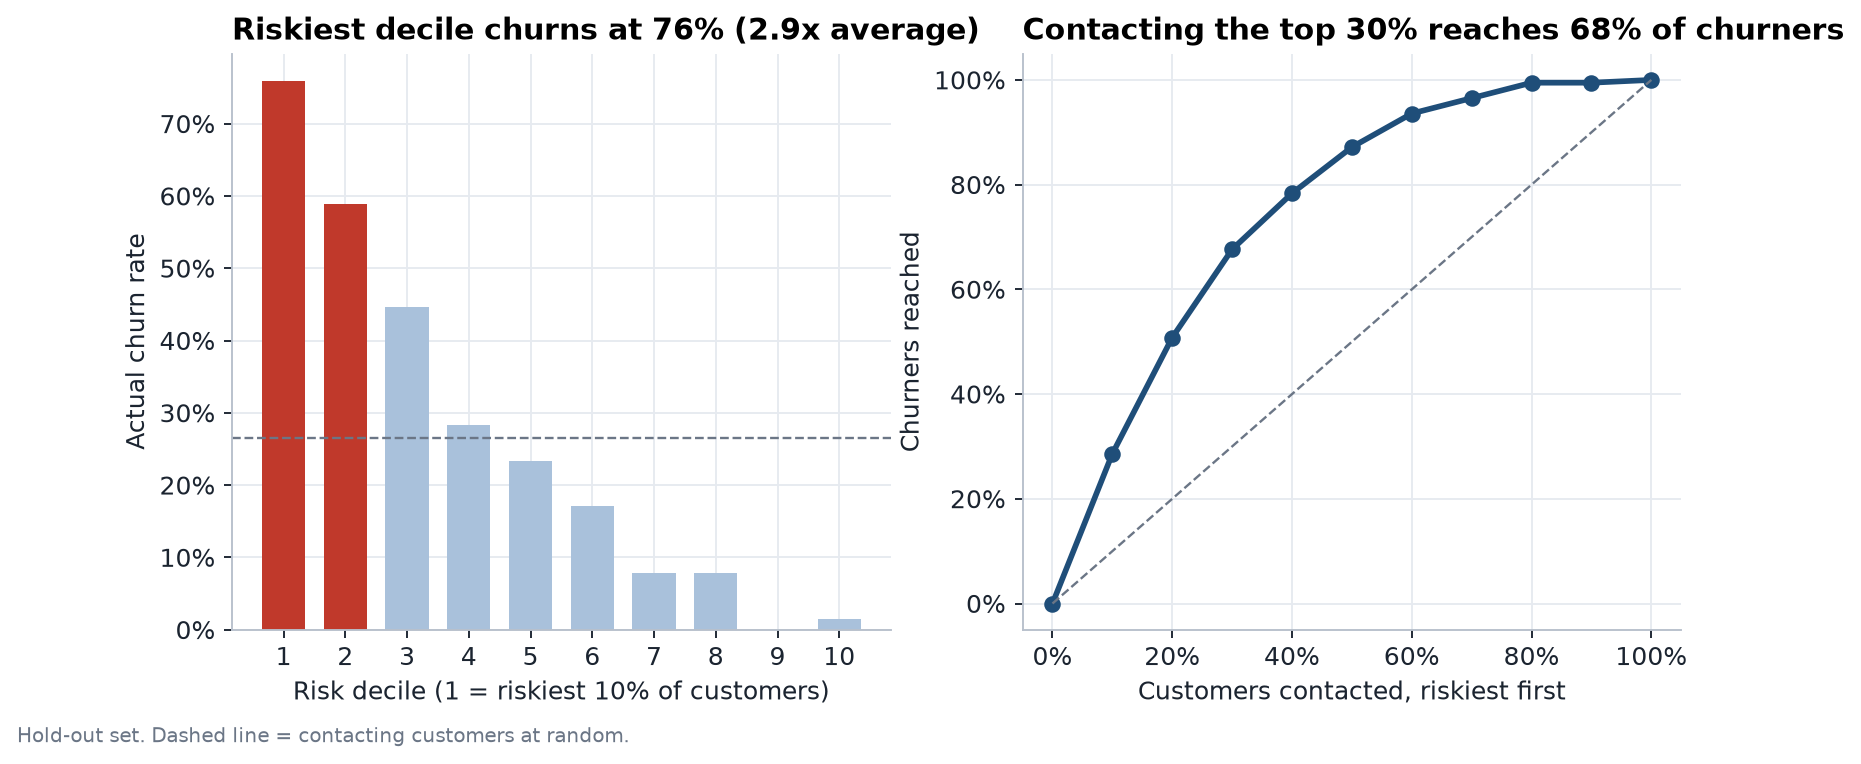 Riskiest decile churns at 76% (2.9x average)
Actual churn rate
70%
60%
50%
40%
30%
20%
10%
0%
1 2 3 4 5 6 7 8 9 10
Risk decile (1 = riskiest 10% of customers)
Contacting the top 30% reaches 68% of churners
Churners reached
100%
80%
60%
40%
20%
0%
0% 20% 40% 60% 80% 100%
Customers contacted, riskiest first
Hold-out set. Dashed line = contacting customers at random.